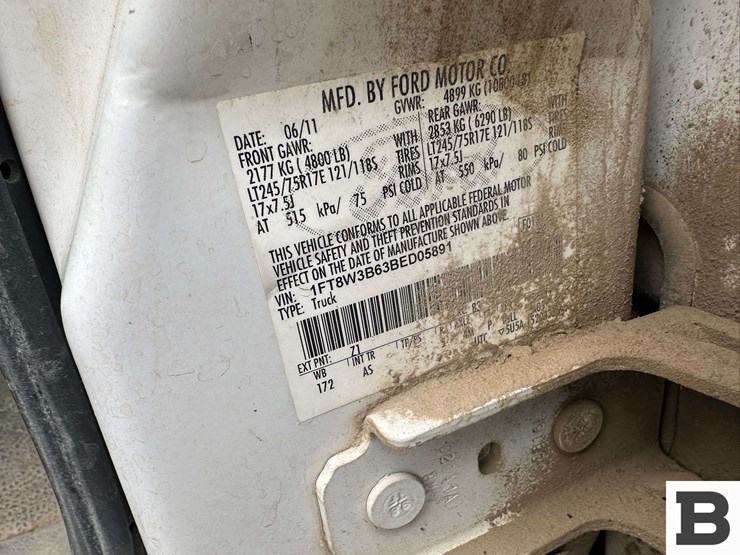 MFD. BY FORD MOTOR CO.
DATE: 06/11 GVWR: 4899 KG (10800 LB)
FRONT GAWR: REAR GAWR:
2177 KG ( 4800 LB) WITH 2853 KG ( 6290 LB)
LT245/75R17E 121/118S TIRES LT245/75R17E 121/118S
17x7.5J RIMS 17x7.5J
AT 515 kPa/ 75 PSI COLD AT 550 kPa/ 80 PSI COLD
WITH
TIRES
RIMS
THIS VEHICLE CONFORMS TO ALL APPLICABLE FEDERAL MOTOR
VEHICLE SAFETY AND THEFT PREVENTION STANDARDS IN
EFFECT ON THE DATE OF MANUFACTURE SHOWN ABOVE.
VIN: 1FT8W3B63BED05891
TYPE: Truck
EXT PNT: Z1
WB INT TR
172 AS
B